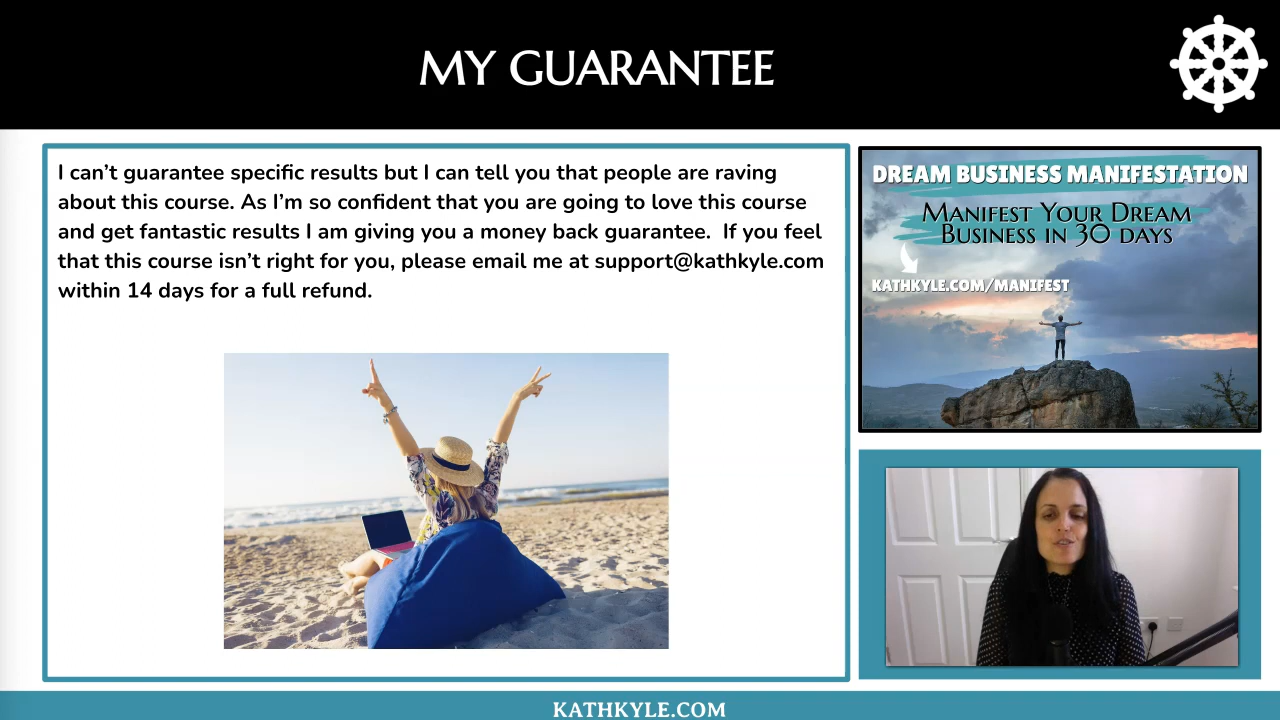 MY GUARANTEE
I can’t guarantee specific results but I can tell you that people are raving
about this course. As I’m so confident that you are going to love this course
and get fantastic results I am giving you a money back guarantee.  If you feel
that this course isn’t right for you, please email me at support@kathkyle.com
within 14 days for a full refund.
DREAM BUSINESS MANIFESTATION
MANIFEST YOUR DREAM
BUSINESS IN 30 DAYS
KATHKYLE.COM/MANIFEST
KATHKYLE.COM